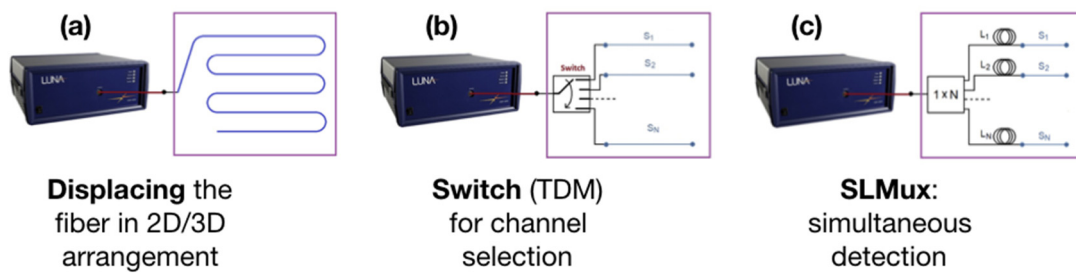 (a)
LUNA
Displacing the
fiber in 2D/3D
arrangement
(b)
LUNA
Switch
S1
S2
SN
Switch (TDM)
for channel
selection
(c)
LUNA
1 x N
L1
S1
L2
S2
LN
SN
SLMux:
simultaneous
detection